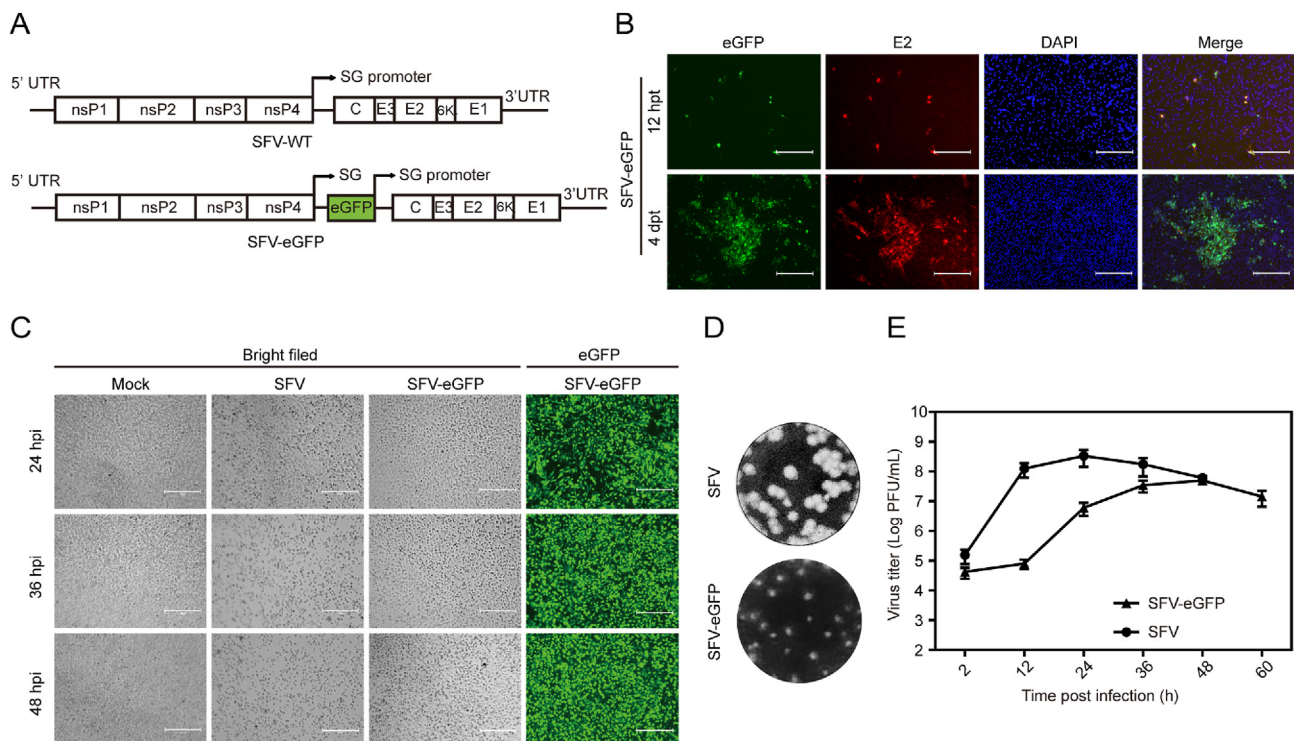 A
5' UTR
SG promoter
3'UTR
nsP1 nsP2 nsP3 nsP4 C E3 E2 6K E1
SFV-WT
5' UTR
SG SG promoter
3'UTR
nsP1 nsP2 nsP3 nsP4 eGFP C E3 E2 6K E1
SFV-eGFP
B
eGFP E2 DAPI Merge
SFV-eGFP
12 hpt
4 dpt
C
Bright filed eGFP
Mock SFV SFV-eGFP SFV-eGFP
24 hpi
36 hpi
48 hpi
D
SFV
SFV-eGFP
E
Virus titer (Log PFU/mL)
10
9
8
7
6
5
4
3
2
SFV-eGFP
SFV
2 12 24 36 48 60
Time post infection (h)